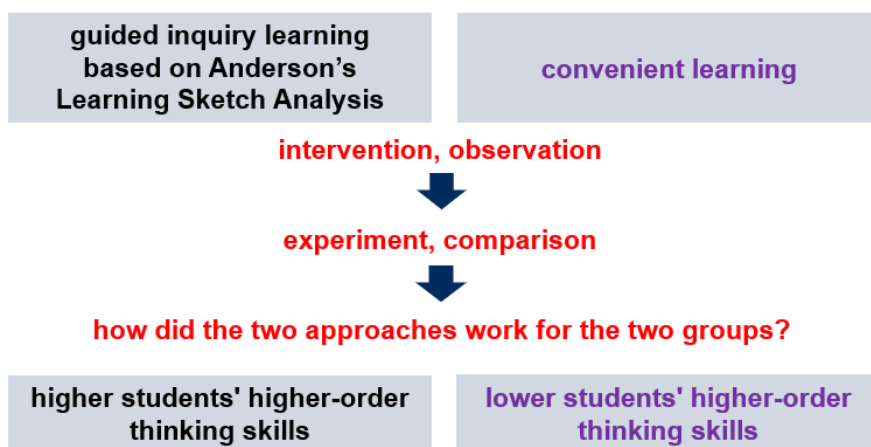 guided inquiry learning
based on Anderson’s
Learning Sketch Analysis
convenient learning
intervention, observation
experiment, comparison
how did the two approaches work for the two groups?
higher students' higher-order
thinking skills
lower students' higher-order
thinking skills